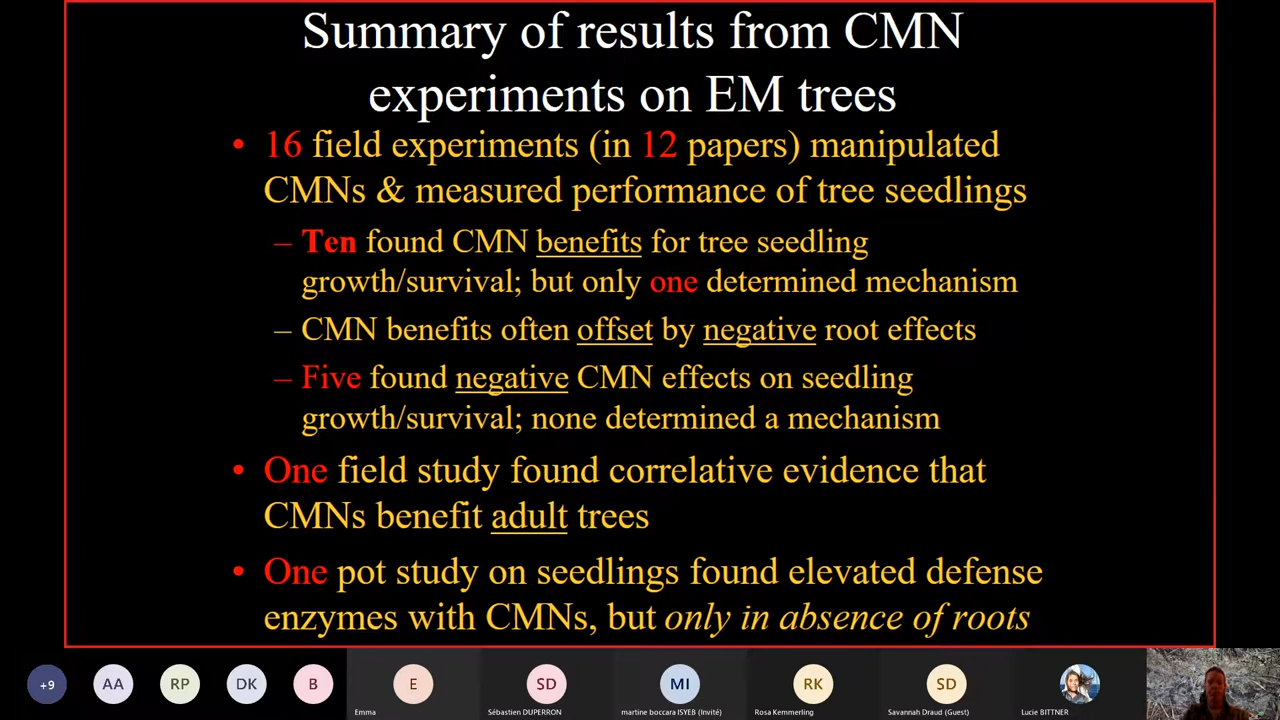 Summary of results from CMN
experiments on EM trees
• 16 field experiments (in 12 papers) manipulated
CMNs & measured performance of tree seedlings
– Ten found CMN benefits for tree seedling
growth/survival; but only one determined mechanism
– CMN benefits often offset by negative root effects
– Five found negative CMN effects on seedling
growth/survival; none determined a mechanism
• One field study found correlative evidence that
CMNs benefit adult trees
• One pot study on seedlings found elevated defense
enzymes with CMNs, but only in absence of roots
+9 AA RP DK B E SD MI RK SD
Emma Sébastien DUPERRON martine boccara ISYEB (Invité) Rosa Kemmerling Savannah Draud (Guest) Lucie BITTNER